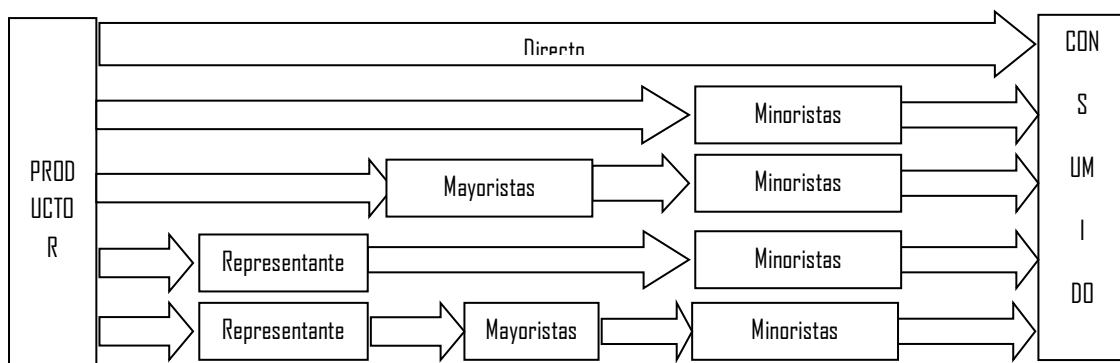 PROD
UCTO
R
Directo
Minoristas
Mayoristas
Minoristas
Representante
Minoristas
Representante
Mayoristas
Minoristas
CON
S
UM
I
DO